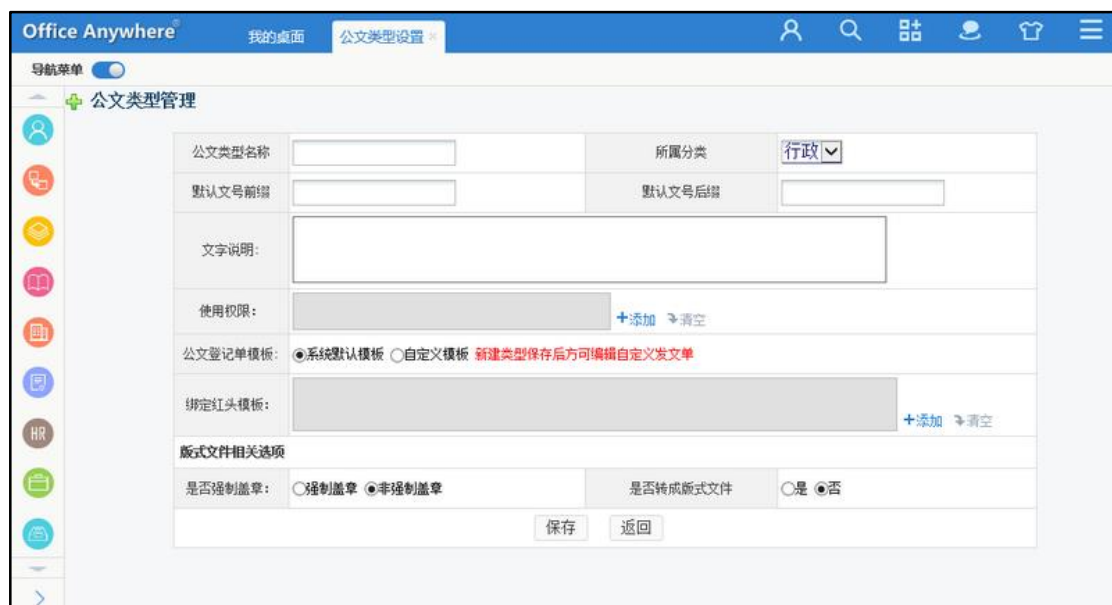 Office Anywhere® 我的桌面 公文类型设置 ×
导航菜单
公文类型管理
公文类型名称 所属分类 行政
默认文号前缀 默认文号后缀
文字说明:
使用权限： +添加 清空
公文登记单模板: 系统默认模板 自定义模板 新建类型保存后方可编辑自定义发文单
绑定红头模板： +添加 清空
版式文件相关选项
是否强制盖章： 强制盖章 非强制盖章 是否转成版式文件 是 否
HR
保存 返回